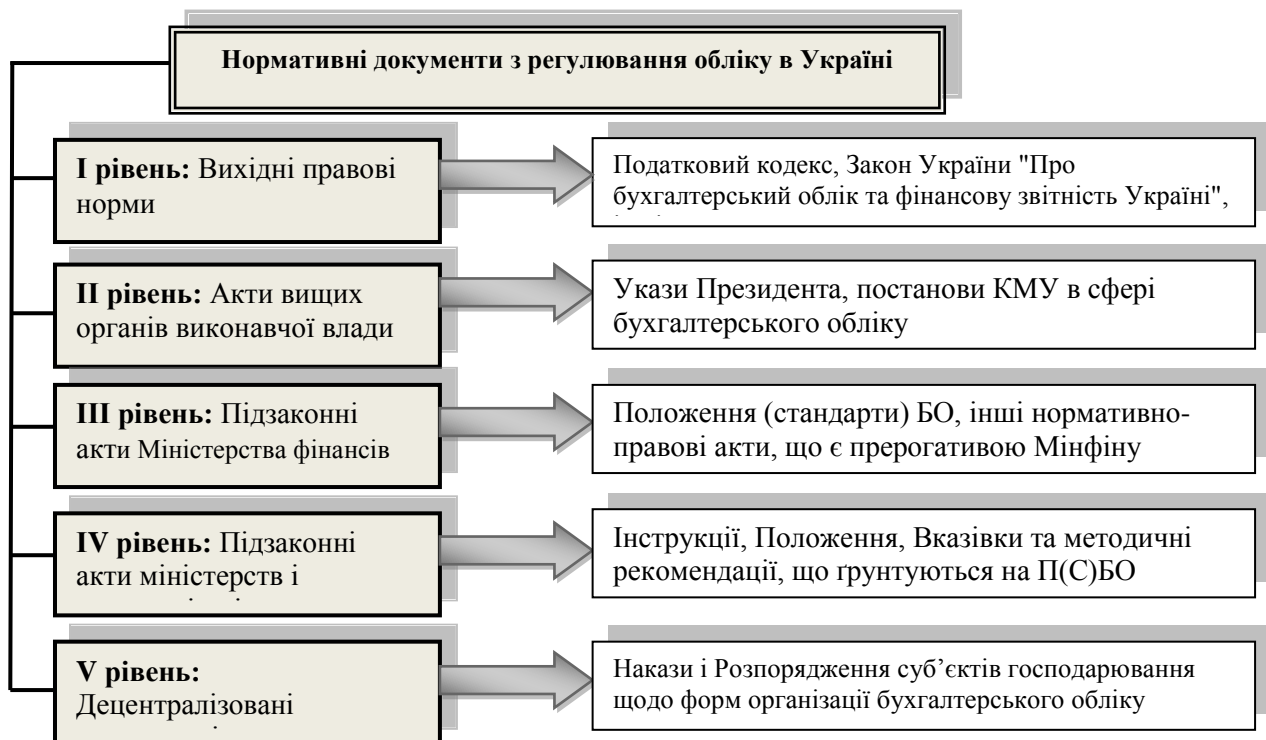 Нормативні документи з регулювання обліку в Україні
I рівень: Вихідні правові
норми
Податковий кодекс, Закон України "Про
бухгалтерський облік та фінансову звітність Україні",
II рівень: Акти вищих
органів виконавчої влади
Укази Президента, постанови КМУ в сфері
бухгалтерського обліку
III рівень: Підзаконні
акти Міністерства фінансів
Положення (стандарти) БО, інші нормативно-
правові акти, що є прерогативою Мінфіну
IV рівень: Підзаконні
акти міністерств і
Інструкції, Положення, Вказівки та методичні
рекомендації, що ґрунтуються на П(С)БО
V рівень:
Децентралізовані
Накази і Розпорядження суб’єктів господарювання
щодо форм організації бухгалтерського обліку